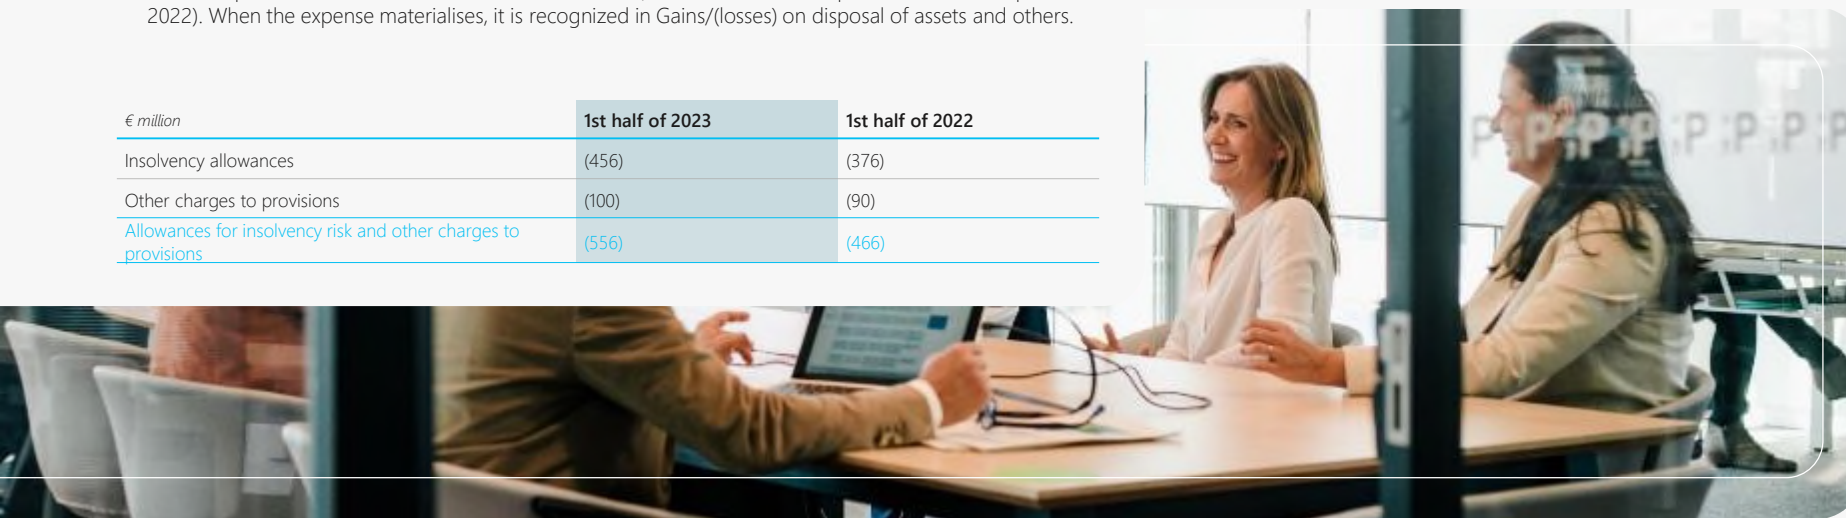 2022). When the expense materialises, it is recognized in Gains/(losses) on disposal of assets and others.
€ million 1st half of 2023 1st half of 2022
Insolvency allowances (456) (376)
Other charges to provisions (100) (90)
Allowances for insolvency risk and other charges to
provisions (556) (466)